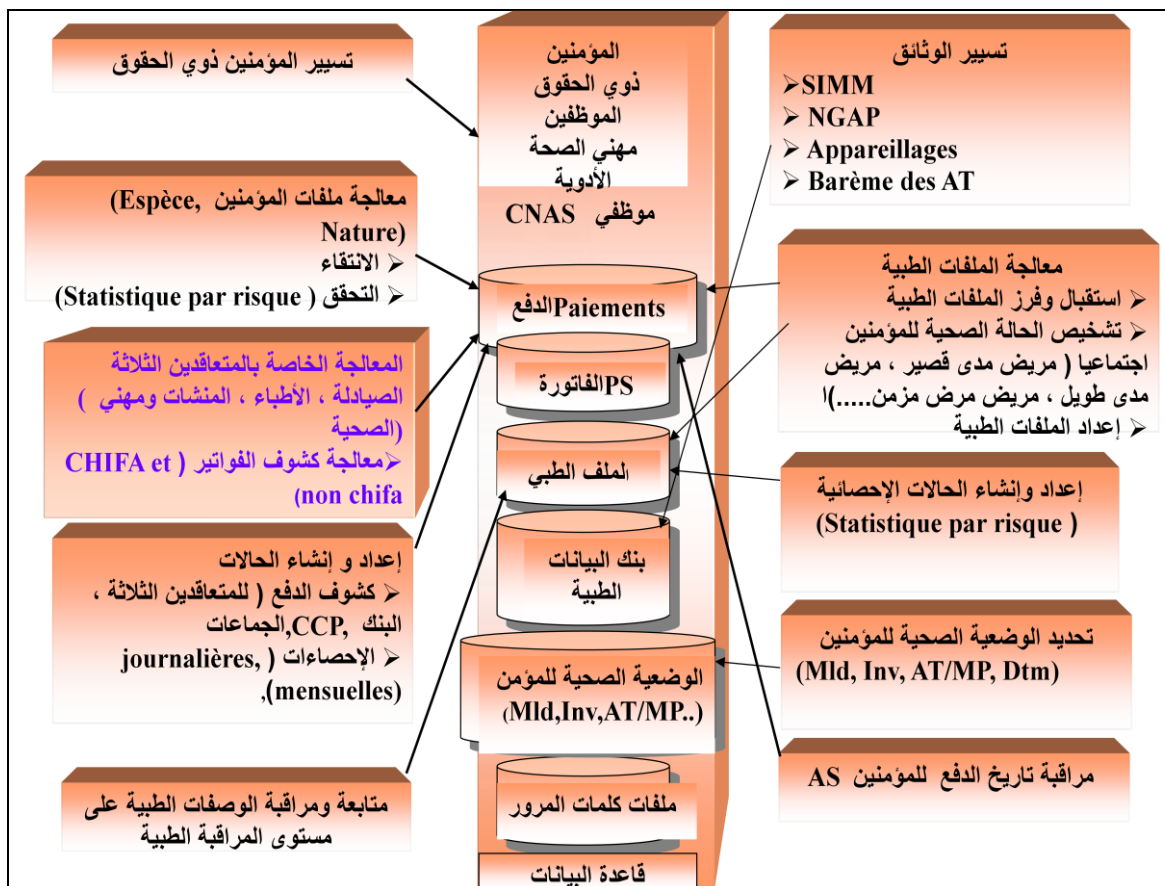 تسيير المؤمنين ذوي الحقوق
معالجة ملفات المؤمنين (Espèce,
Nature)
الانتقاء
التحقق ( Statistique par risque)
المعالجة الخاصة بالمتعاقدين الثلاثة
الصيادلة ، الأطباء ، المنشات ومهني )
الصحية)
معالجة كشوف الفواتير ( CHIFA et
non chifa)
إعداد و إنشاء الحالات
كشوف الدفع ( للمتعاقدين الثلاثة ،
البنك ,CCP,الجماعات
الإحصاءات ( journalières,
mensuelles),
متابعة ومراقبة الوصفات الطبية على
مستوى المراقبة الطبية
المؤمنين
ذوي الحقوق
الموظفين
مهني الصحة
الأدوية
موظفي CNAS
الدفعPaiements
الفاتورةPS
الملف الطبي
بنك البيانات
الطبية
الوضعية الصحية للمؤمن
(Mld,Inv,AT/MP..)
ملفات كلمات المرور
قاعدة البيانات
تسيير الوثائق
SIMM
NGAP
Appareillages
Barème des AT
معالجة الملفات الطبية
استقبال وفرز الملفات الطبية
تشخيص الحالة الصحية للمؤمنين
اجتماعيا ( مريض مدى قصير ، مريض
مدى طويل ، مريض مرض مزمن.....)ا
إعداد الملفات الطبية
إعداد وإنشاء الحالات الإحصائية
(Statistique par risque )
تحديد الوضعية الصحية للمؤمنين
(Mld, Inv, AT/MP, Dtm)
مراقبة تاريخ الدفع للمؤمنين AS